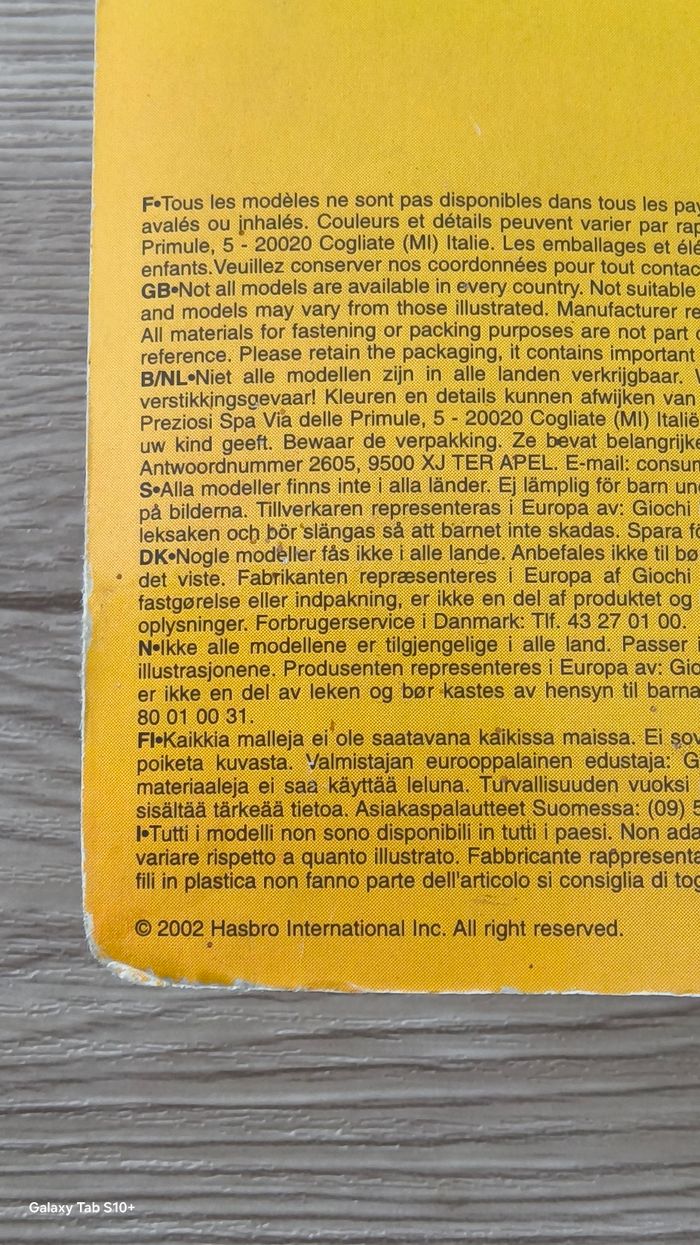 F•Tous les modèles ne sont pas disponibles dans tous les pay
avalés ou inhalés. Couleurs et détails peuvent varier par rap
Primule, 5 - 20020 Cogliate (MI) Italie. Les emballages et élé
enfants.Veuillez conserver nos coordonnées pour tout contac
GB•Not all models are available in every country. Not suitable
and models may vary from those illustrated. Manufacturer re
All materials for fastening or packing purposes are not part o
reference. Please retain the packaging, it contains important
B/NL•Niet alle modellen zijn in alle landen verkrijgbaar. V
verstikkingsgevaar! Kleuren en details kunnen afwijken van
Preziosi Spa Via delle Primule, 5 - 20020 Cogliate (MI) Italië
uw kind geeft. Bewaar de verpakking. Ze bevat belangrijke
Antwoordnummer 2605, 9500 XJ TER APEL. E-mail: consum
S•Alla modeller finns inte i alla länder. Ej lämplig för barn und
på bilderna. Tillverkaren representeras i Europa av: Giochi
leksaken och bör slängas så att barnet inte skadas. Spara fö
DK•Nogle modeller fås ikke i alle lande. Anbefales ikke til bø
det viste. Fabrikanten repræsenteres i Europa af Giochi
fastgørelse eller indpakning, er ikke en del af produktet og
oplysninger. Forbrugerservice i Danmark: Tlf. 43 27 01 00.
N•Ikke alle modellene er tilgjengelige i alle land. Passer i
illustrasjonene. Produsenten representeres i Europa av: Gio
er ikke en del av leken og bør kastes av hensyn til barna
80 01 00 31.
FI•Kaikkia malleja ei ole saatavana kaikissa maissa. Ei sov
poiketa kuvasta. Valmistajan eurooppalainen edustaja: G
materiaaleja ei saa käyttää leluna. Turvallisuuden vuoksi
sisältää tärkeää tietoa. Asiakaspalautteet Suomessa: (09)
I•Tutti i modelli non sono disponibili in tutti i paesi. Non ada
variare rispetto a quanto illustrato. Fabbricante rappresenta
fili in plastica non fanno parte dell'articolo si consiglia di tog
© 2002 Hasbro International Inc. All right reserved.
Galaxy Tab S10+